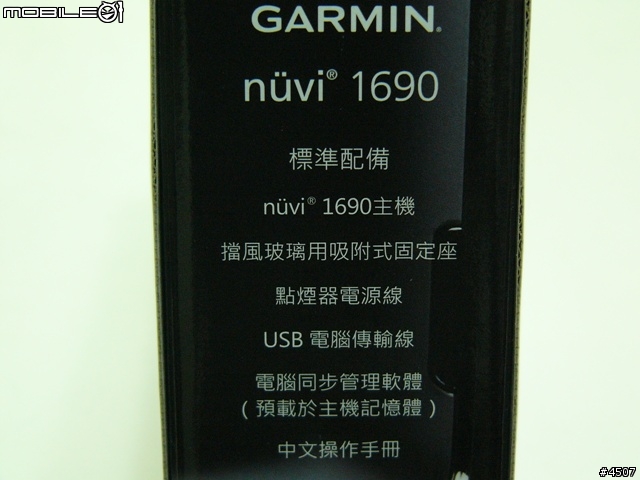 MOBILE01
GARMIN.
nüvi® 1690
標準配備
nüvi® 1690主機
擋風玻璃用吸附式固定座
點煙器電源線
USB 電腦傳輸線
電腦同步管理軟體
（預載於主機記憶體）
中文操作手冊
#4507